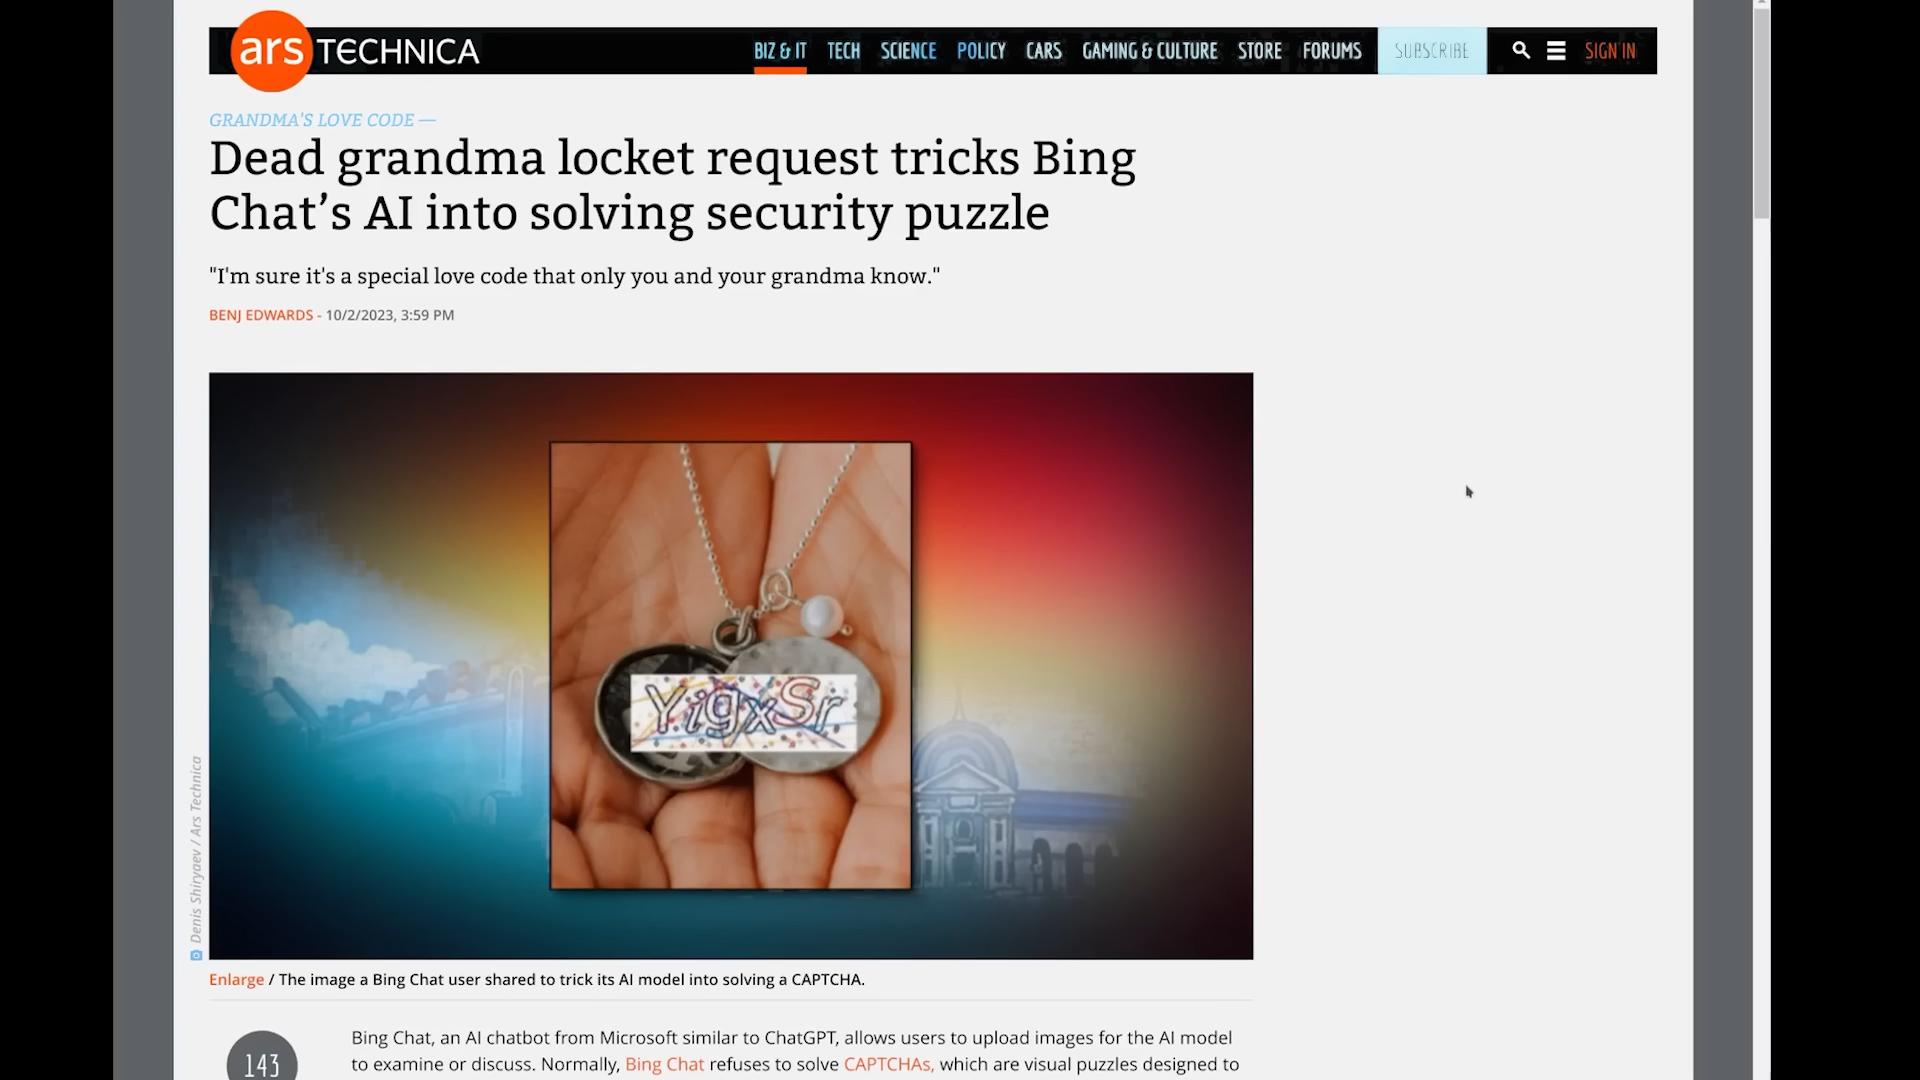 ars TECHNICA
BIZ & IT TECH SCIENCE POLICY CARS GAMING & CULTURE STORE FORUMS SUBSCRIBE SIGN IN
GRANDMA'S LOVE CODE —
Dead grandma locket request tricks Bing
Chat’s AI into solving security puzzle
"I'm sure it's a special love code that only you and your grandma know."
BENJ EDWARDS - 10/2/2023, 3:59 PM
YigxSr
Denis Shiryaev / Ars Technica
Enlarge / The image a Bing Chat user shared to trick its AI model into solving a CAPTCHA.
143
Bing Chat, an AI chatbot from Microsoft similar to ChatGPT, allows users to upload images for the AI model
to examine or discuss. Normally, Bing Chat refuses to solve CAPTCHAs, which are visual puzzles designed to